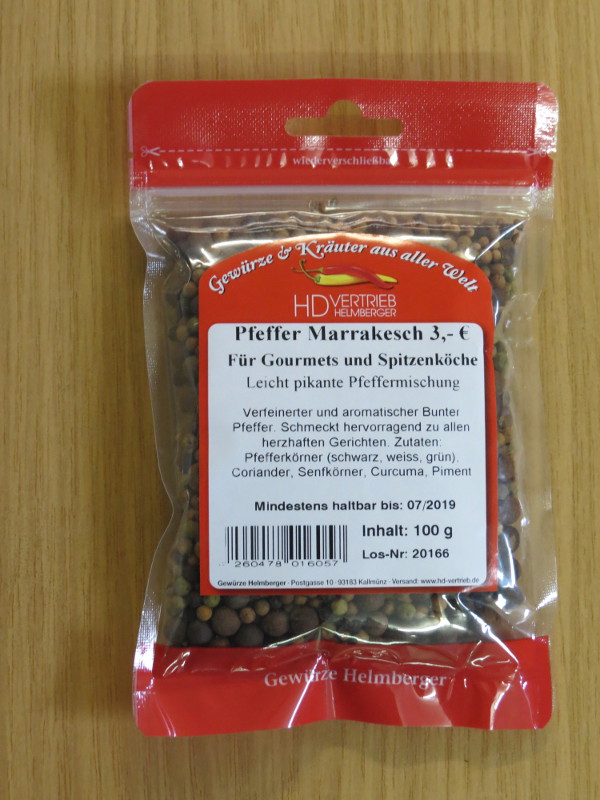 wiederverschließbar
Gewürze & Kräuter aus aller Welt
HD VERTRIEB
HELMBERGER
Pfeffer Marrakesch 3,- €
Für Gourmets und Spitzenköche
Leicht pikante Pfeffermischung
Verfeinerter und aromatischer Bunter
Pfeffer. Schmeckt hervorragend zu allen
herzhaften Gerichten. Zutaten:
Pfefferkörner (schwarz, weiss, grün),
Coriander, Senfkörner, Curcuma, Piment
Mindestens haltbar bis: 07/2019
Inhalt: 100 g
Los-Nr: 20166
260478 016057
Gewürze Helmberger · Postgasse 10 · 93183 Kallmünz · Versand: www.hd-vertrieb.de
Gewürze Helmberger